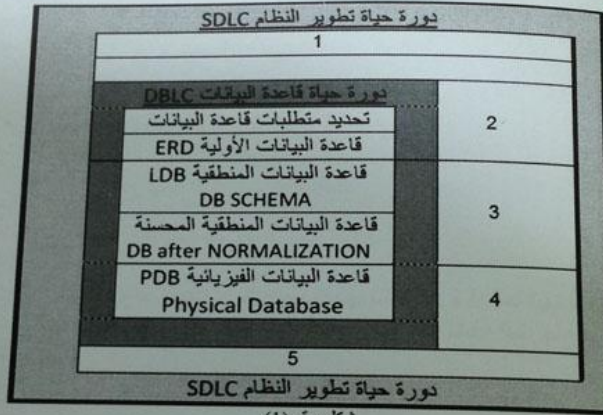 دورة حياة تطوير النظام SDLC
1
دورة حياة قاعدة البيانات DBLC
تحديد متطلبات قاعدة البيانات
قاعدة البيانات الأولية ERD
2
قاعدة البيانات المنطقية LDB
DB SCHEMA
قاعدة البيانات المنطقية المحسنة
DB after NORMALIZATION
3
قاعدة البيانات الفيزيائية PDB
Physical Database
4
5
دورة حياة تطوير النظام SDLC